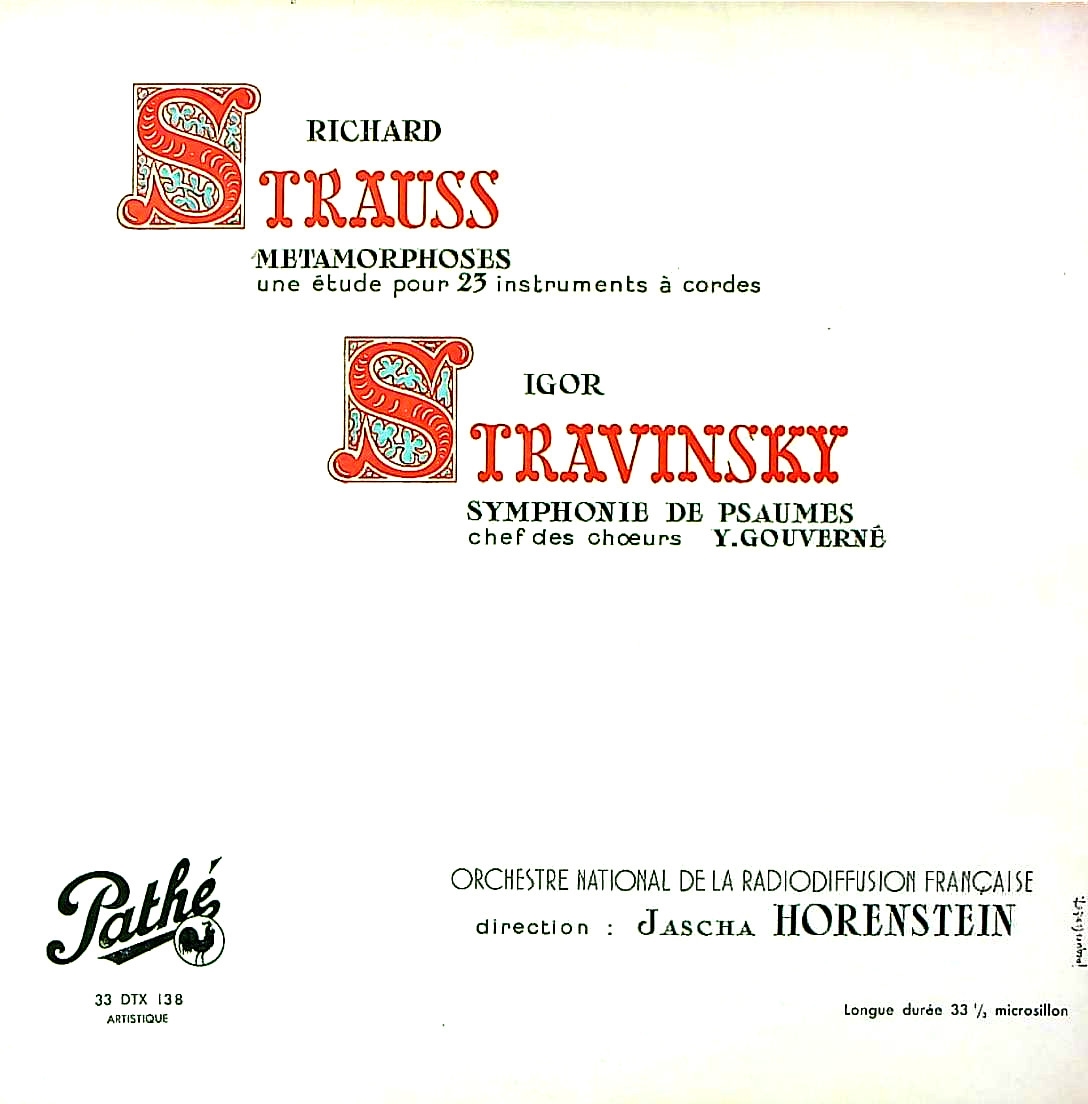 RICHARD
STRAUSS
METAMORPHOSES
une étude pour 23 instruments à cordes
IGOR
STRAVINSKY
SYMPHONIE DE PSAUMES
chef des chœurs Y. GOUVERNÉ
Pathé
33 DTX 138
ARTISTIQUE
ORCHESTRE NATIONAL DE LA RADIODIFFUSION FRANÇAISE
direction : JASCHA HORENSTEIN
Longue durée 33 1/3 microsillon